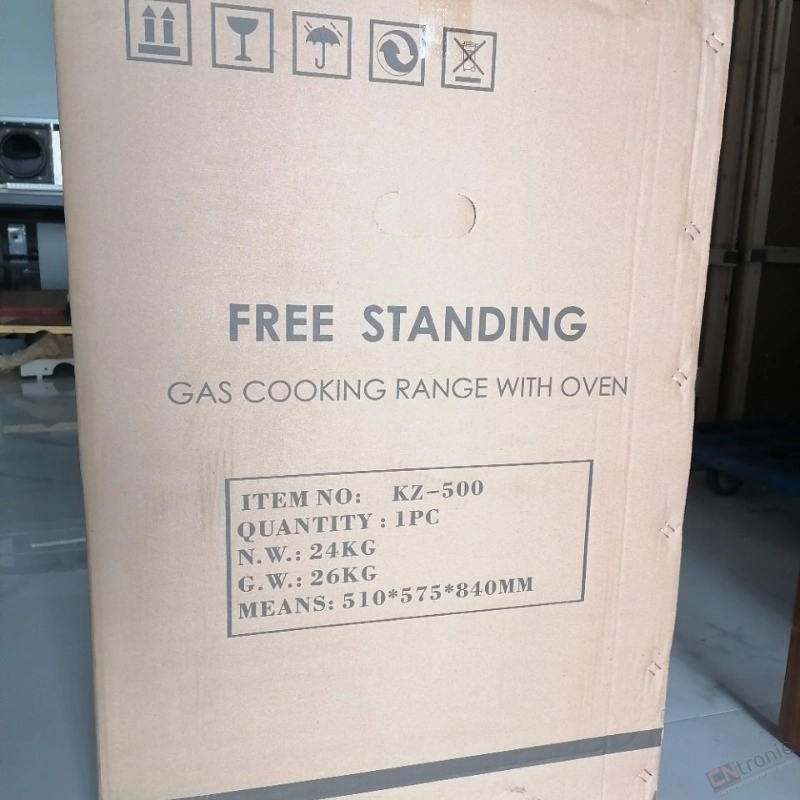 FREE STANDING
GAS COOKING RANGE WITH OVEN
ITEM NO: KZ-500
QUANTITY : 1PC
N.W.: 24KG
G.W.: 26KG
MEANS: 510*575*840MM
CNtronic